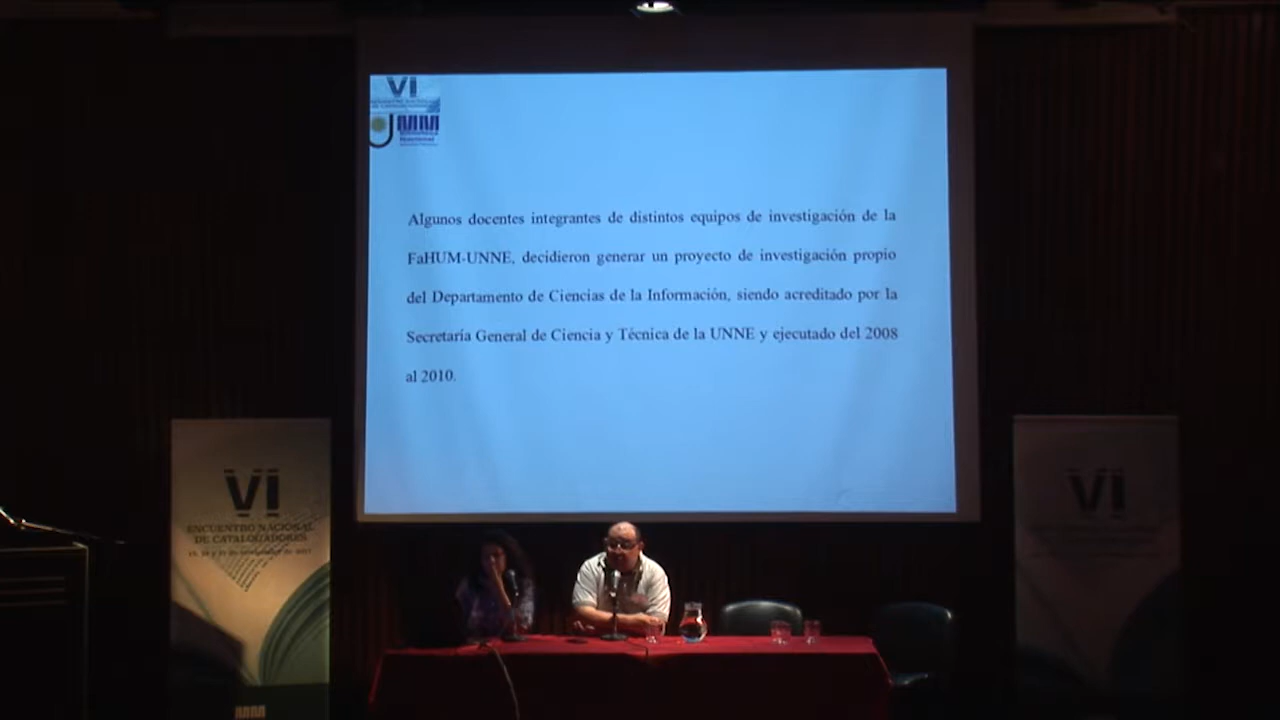 VI
Algunos docentes integrantes de distintos equipos de investigación de la
FaHUM-UNNE, decidieron generar un proyecto de investigación propio
del Departamento de Ciencias de la Información, siendo acreditado por la
Secretaría General de Ciencia y Técnica de la UNNE y ejecutado del 2008
al 2010.
VI
ENCUENTRO NACIONAL
DE CATALOGADORES
VI